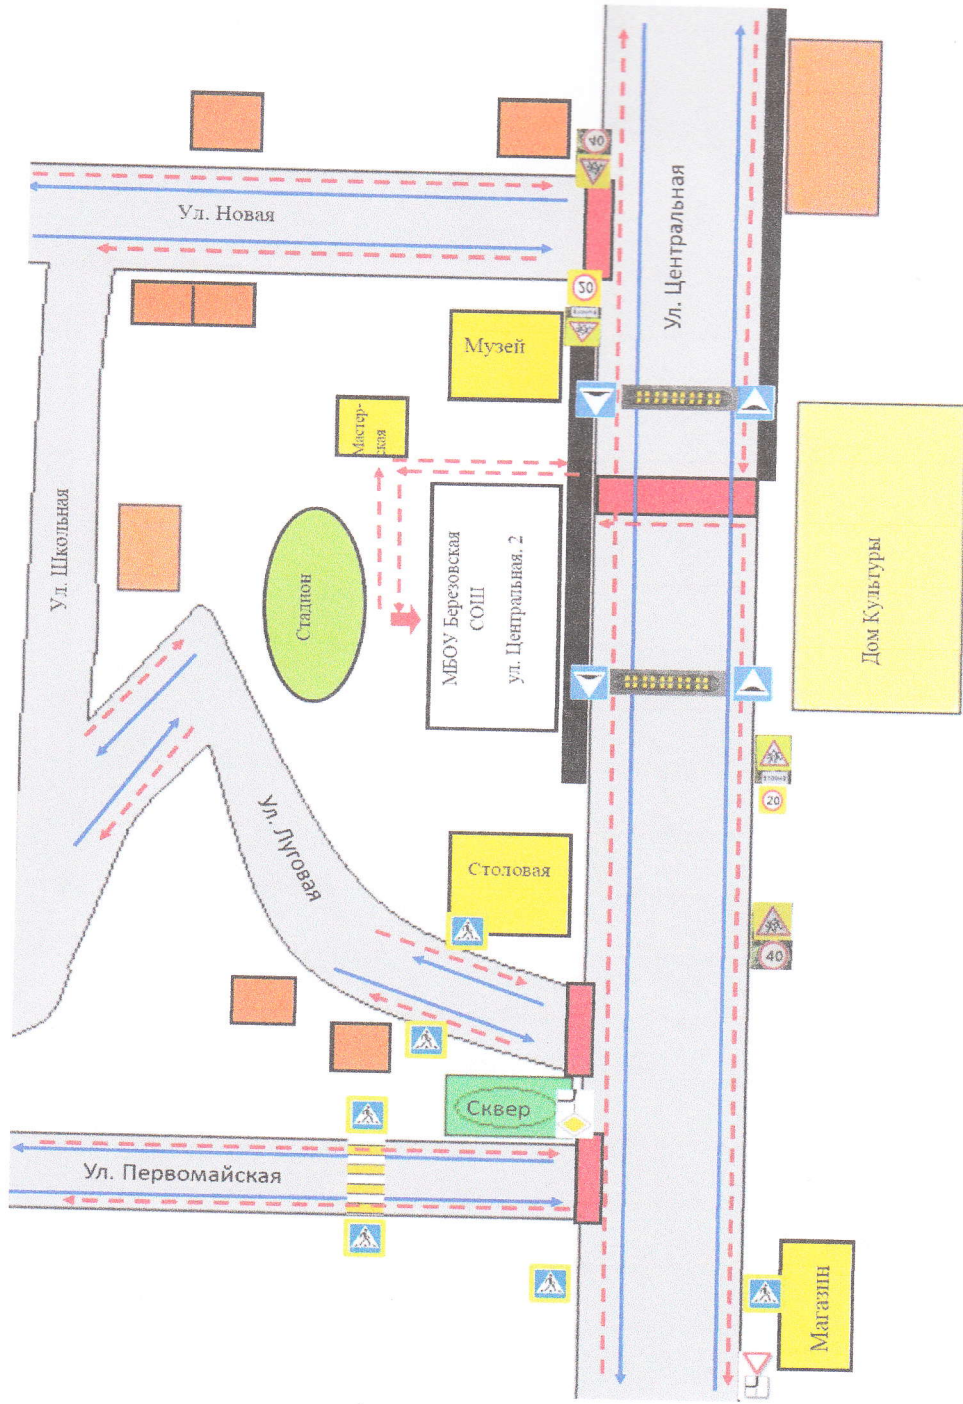 40
Ул. Новая
Ул. Центральная
20
Музей
Мастер-
ская
Ул. Школьная
Стадион
МБОУ Березовская
СОШ
ул. Центральная. 2
Дом Культуры
20
Ул. Луговая
Столовая
40
Сквер
Ул. Первомайская
Магазин